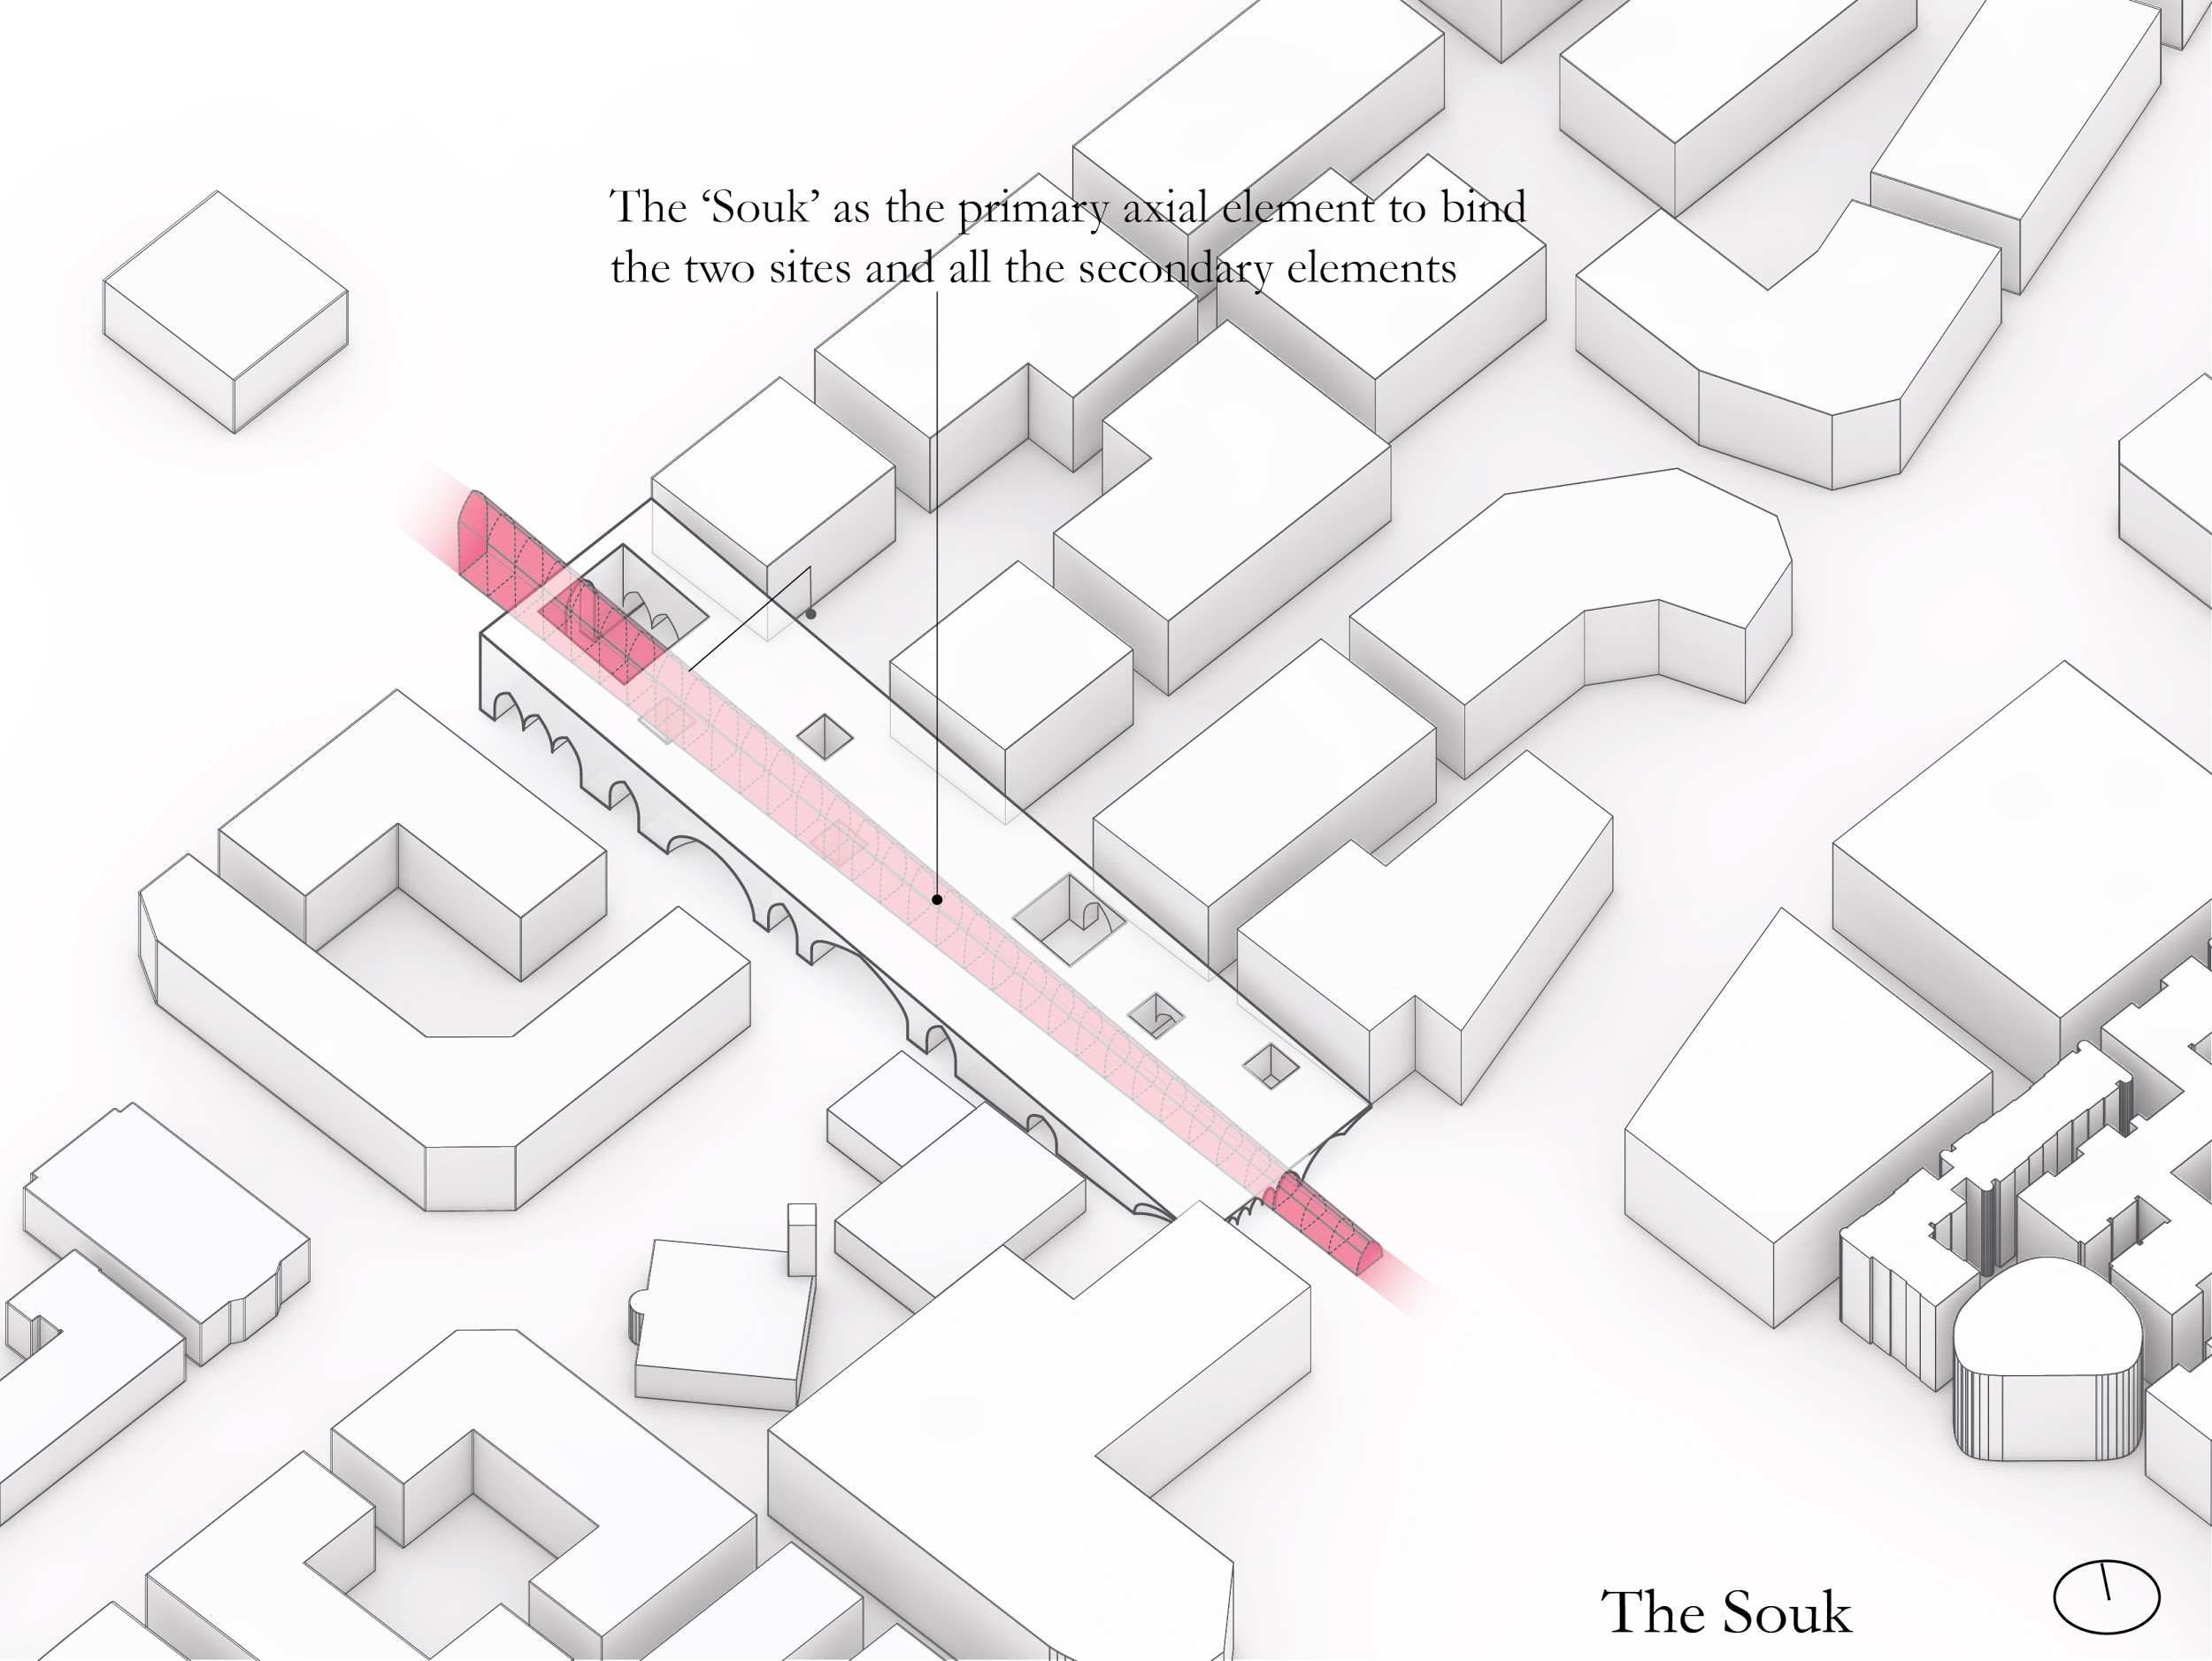 The ‘Souk’ as the primary axial element to bind
the two sites and all the secondary elements
The Souk